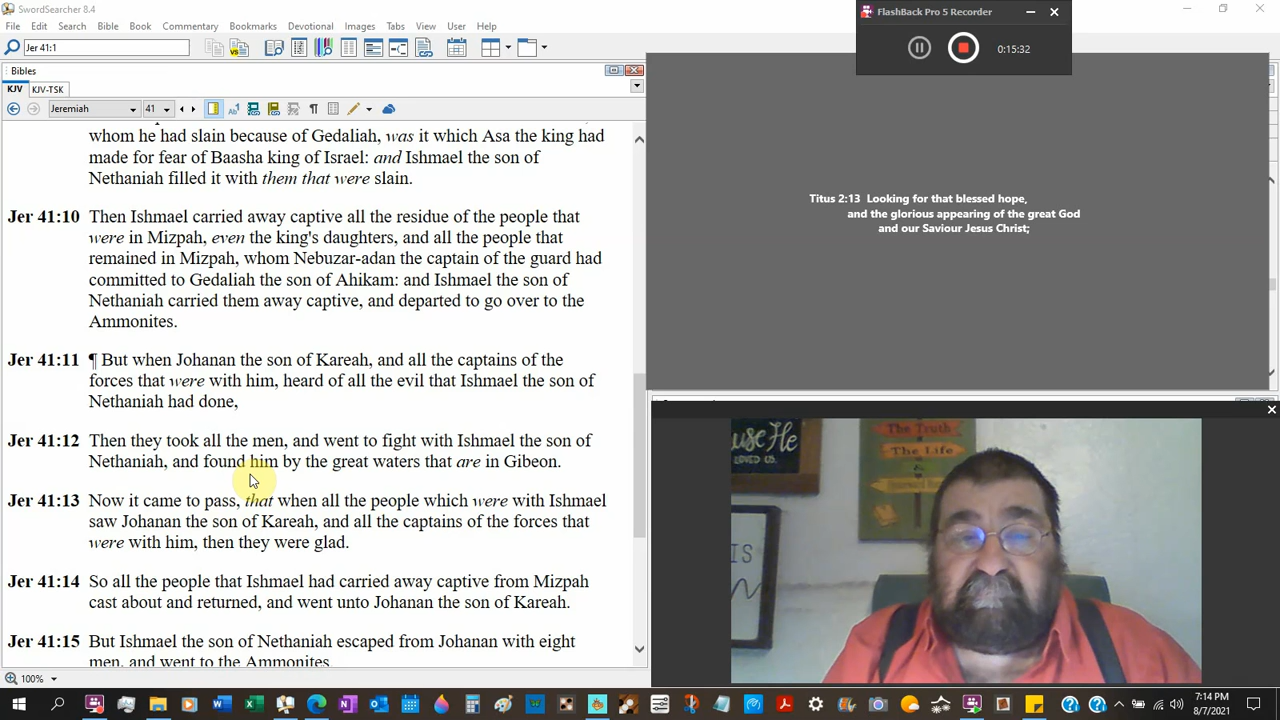 SwordSearcher 8.4
File Edit Search Bible Book Commentary Bookmarks Devotional Images Tabs View User Help
Jer 41:1
VS
Bibles
KJV KJV-TSK
Jeremiah 41
whom he had slain because of Gedaliah, was it which Asa the king had
made for fear of Baasha king of Israel: and Ishmael the son of
Nethaniah filled it with them that were slain.
Jer 41:10 Then Ishmael carried away captive all the residue of the people that
were in Mizpah, even the king's daughters, and all the people that
remained in Mizpah, whom Nebuzar-adan the captain of the guard had
committed to Gedaliah the son of Ahikam: and Ishmael the son of
Nethaniah carried them away captive, and departed to go over to the
Ammonites.
Jer 41:11 ¶ But when Johanan the son of Kareah, and all the captains of the
forces that were with him, heard of all the evil that Ishmael the son of
Nethaniah had done,
Jer 41:12 Then they took all the men, and went to fight with Ishmael the son of
Nethaniah, and found him by the great waters that are in Gibeon.
Jer 41:13 Now it came to pass, that when all the people which were with Ishmael
saw Johanan the son of Kareah, and all the captains of the forces that
were with him, then they were glad.
Jer 41:14 So all the people that Ishmael had carried away captive from Mizpah
cast about and returned, and went unto Johanan the son of Kareah.
Jer 41:15 But Ishmael the son of Nethaniah escaped from Johanan with eight
men, and went to the Ammonites.
100%
FlashBack Pro 5 Recorder
0:15:32
Titus 2:13 Looking for that blessed hope,
and the glorious appearing of the great God
and our Saviour Jesus Christ;
use He
LOVED US.
The Truth
The Life
IS
7:14 PM
8/7/2021